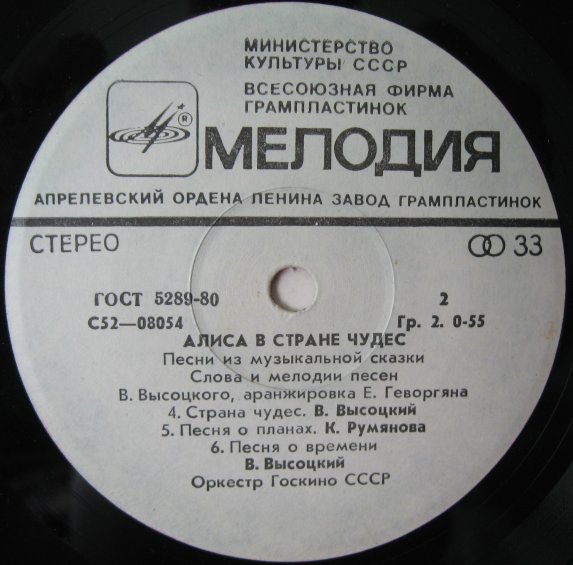 МИНИСТЕРСТВО
КУЛЬТУРЫ СССР
ВСЕСОЮЗНАЯ ФИРМА
ГРАМПЛАСТИНОК
®
МЕЛОДИЯ
АПРЕЛЕВСКИЙ ОРДЕНА ЛЕНИНА ЗАВОД ГРАМПЛАСТИНОК
СТЕРЕО 33
ГОСТ 5289-80 2
С52—08054 Гр. 2. 0-55
АЛИСА В СТРАНЕ ЧУДЕС
Песни из музыкальной сказки
Слова и мелодии песен
В. Высоцкого, аранжировка Е. Геворгяна
4. Страна чудес. В. Высоцкий
5. Песня о планах. К. Румянова
6. Песня о времени
В. Высоцкий
Оркестр Госкино СССР